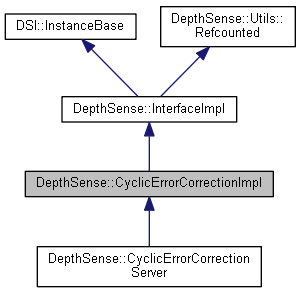 DSI::InstanceBase
DepthSense::Utils::
Refcounted
DepthSense::InterfaceImpl
DepthSense::CyclicErrorCorrectionImpl
DepthSense::CyclicErrorCorrection
Server